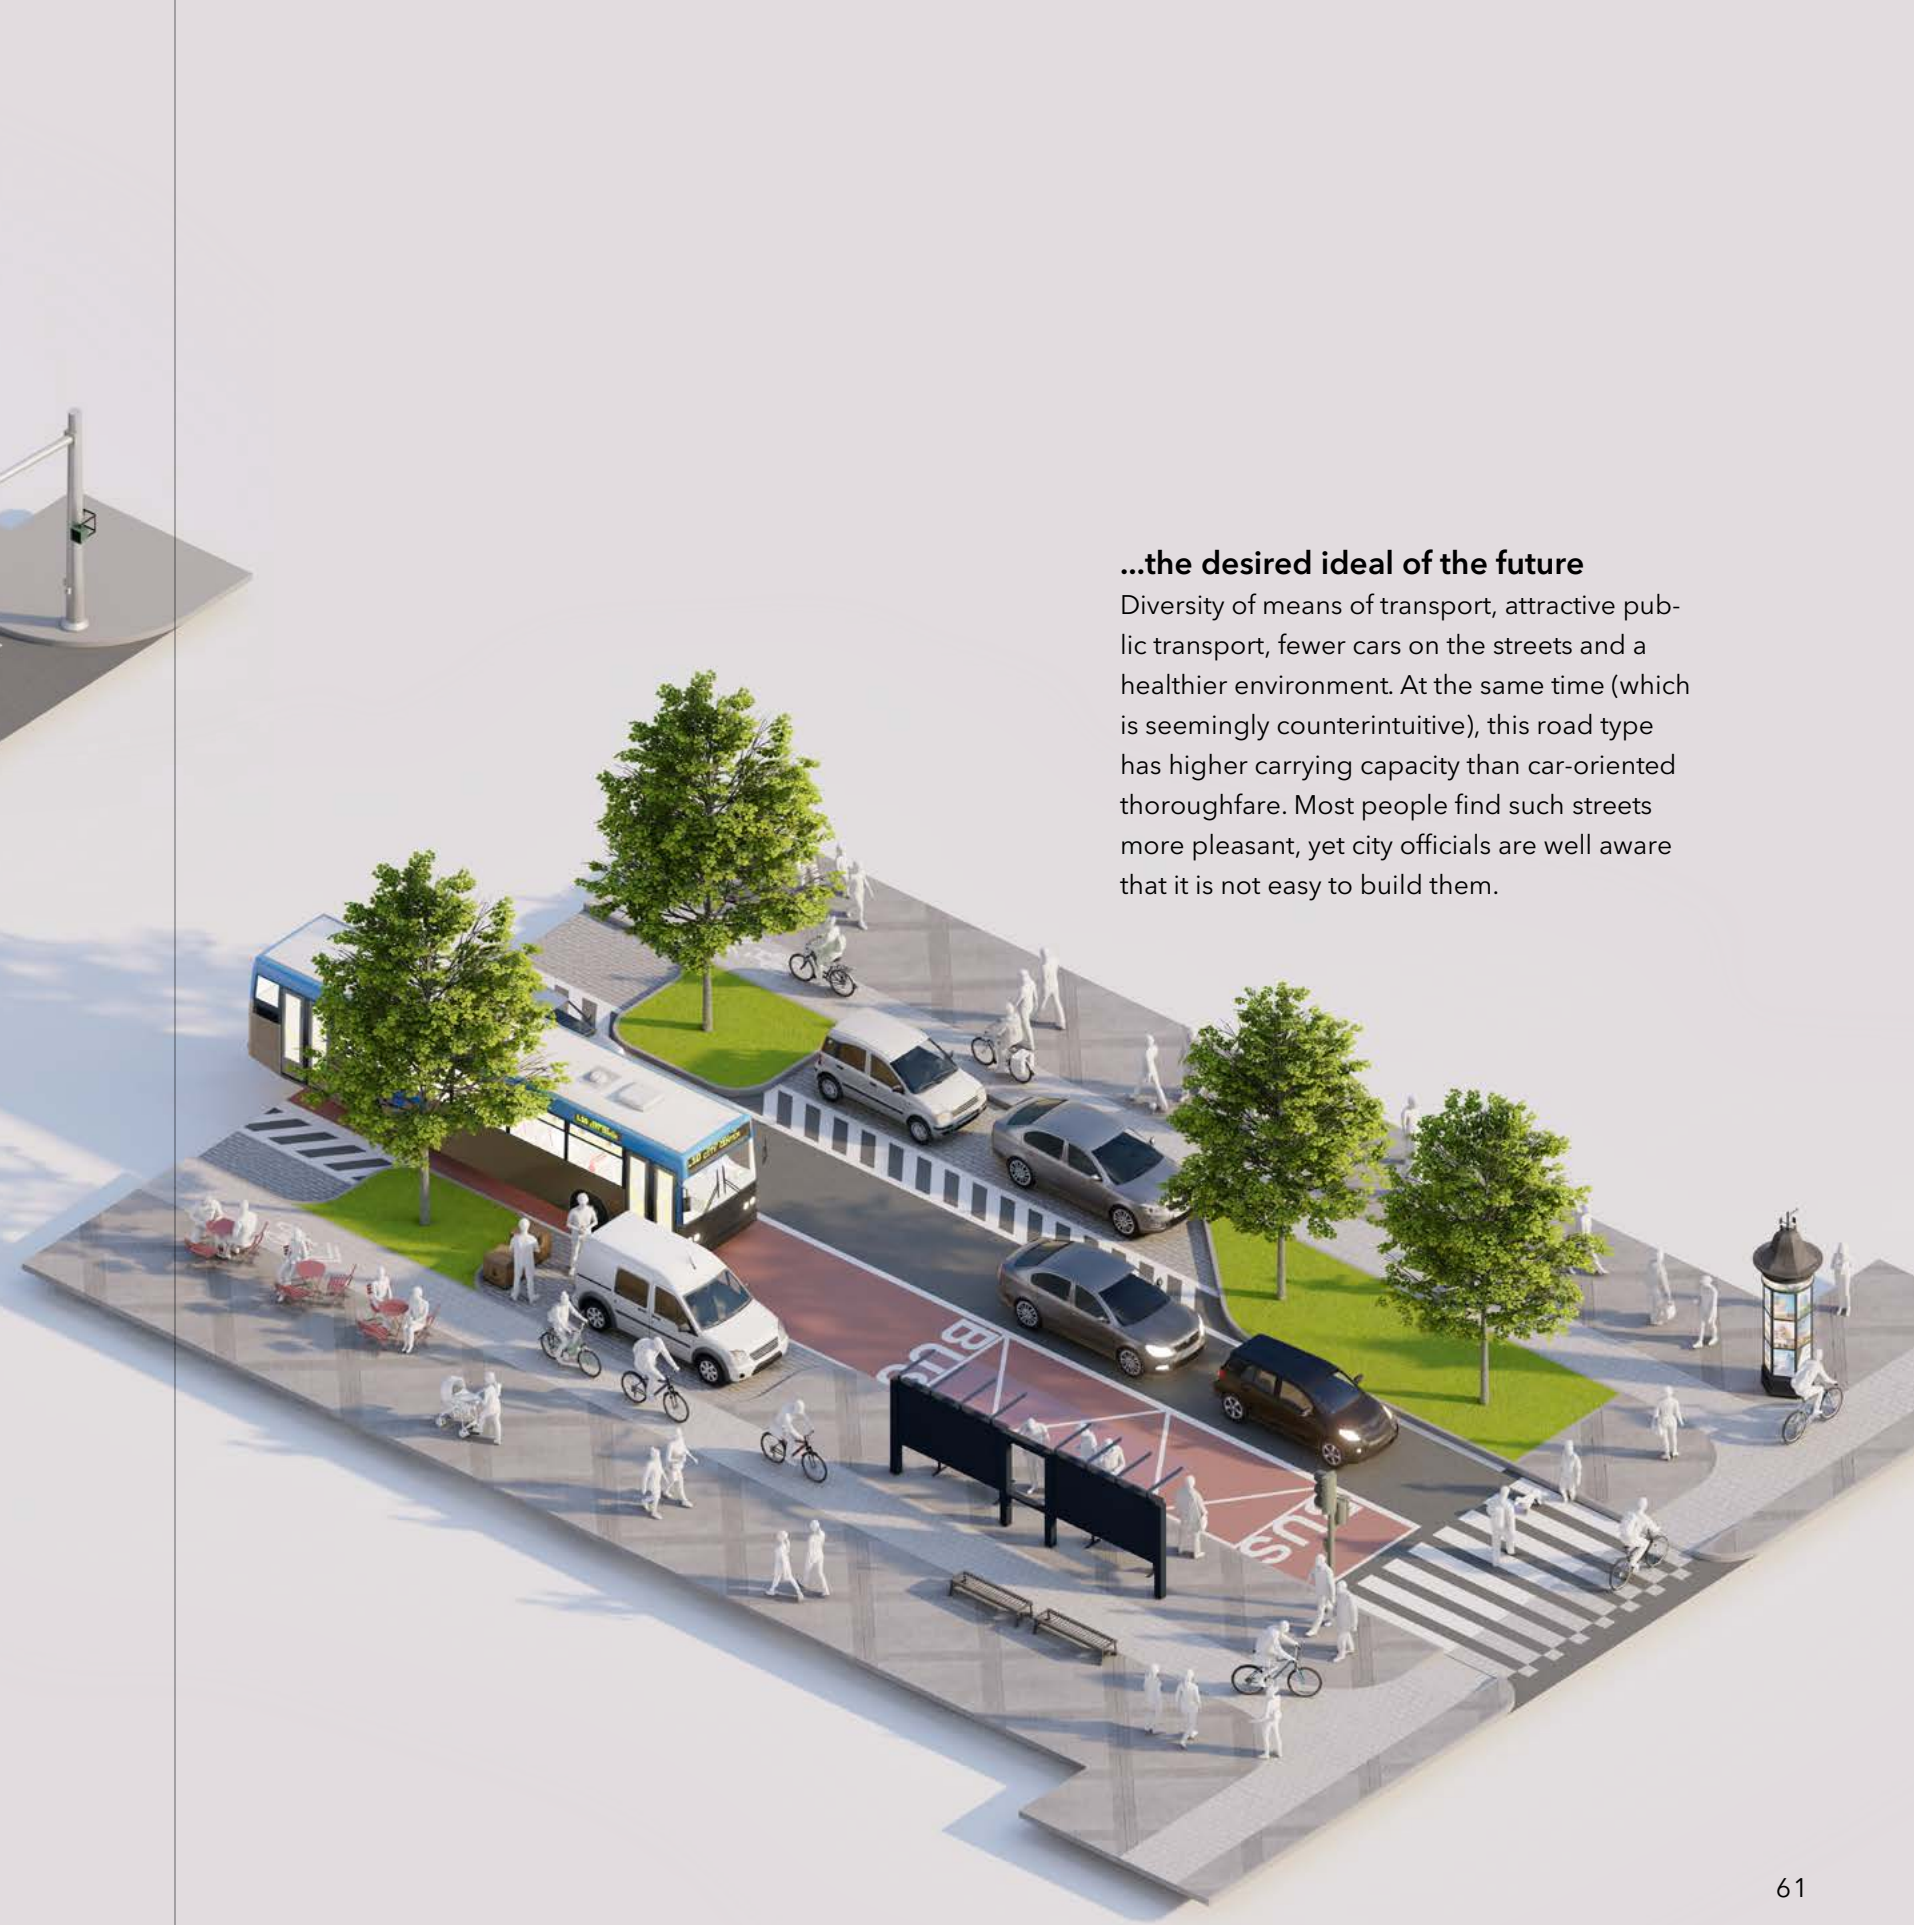 ...the desired ideal of the future
Diversity of means of transport, attractive pub-
lic transport, fewer cars on the streets and a
healthier environment. At the same time (which
is seemingly counterintuitive), this road type
has higher carrying capacity than car-oriented
thoroughfare. Most people find such streets
more pleasant, yet city officials are well aware
that it is not easy to build them.
BUS
BUS
61